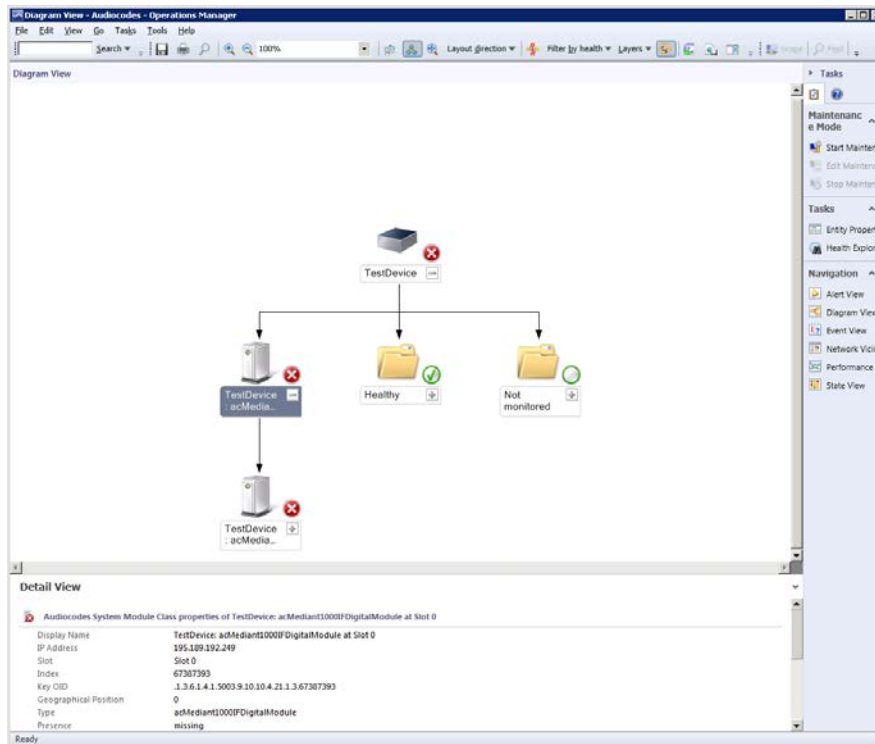 Diagram View - Audiocodes - Operations Manager
File Edit View Go Tasks Tools Help
Search 100% Layout direction Filter by health Layers
Diagram View
Tasks
Maintenanc
e Mode
Start Mainten
Edit Mainten
Stop Mainten
Tasks
Entity Propert
Health Explor
Navigation
Alert View
Diagram View
Event View
Network Vici
Performance
State View
TestDevice
TestDevice
: acMedia...
Healthy
Not
monitored
TestDevice
: acMedia...
Detail View
Audiocodes System Module Class properties of TestDevice: acMediant1000IFDigitalModule at Slot 0
Display Name TestDevice: acMediant1000IFDigitalModule at Slot 0
IP Address 195.189.192.249
Slot Slot 0
Index 67387393
Key OID .1.3.6.1.4.1.5003.9.10.10.4.21.1.3.67387393
Geographical Position 0
Type acMediant1000IFDigitalModule
Presence missing
Ready